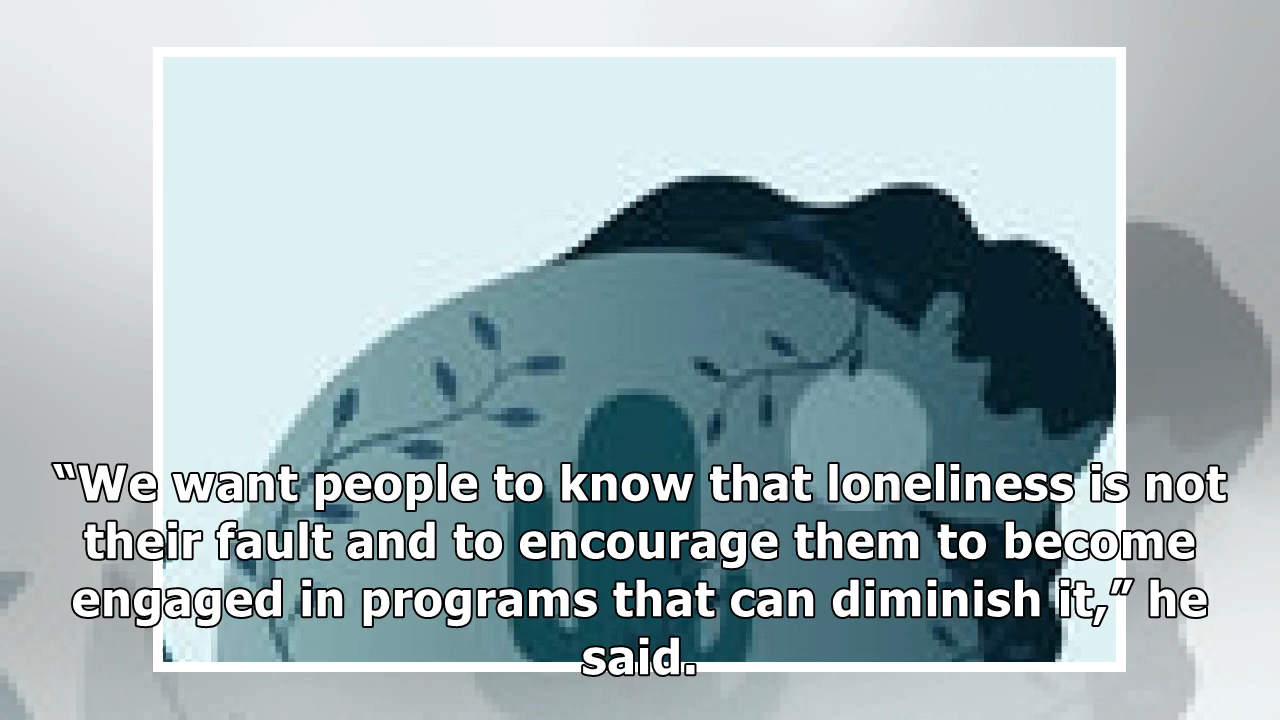 “We want people to know that loneliness is not
their fault and to encourage them to become
engaged in programs that can diminish it,” he
said.